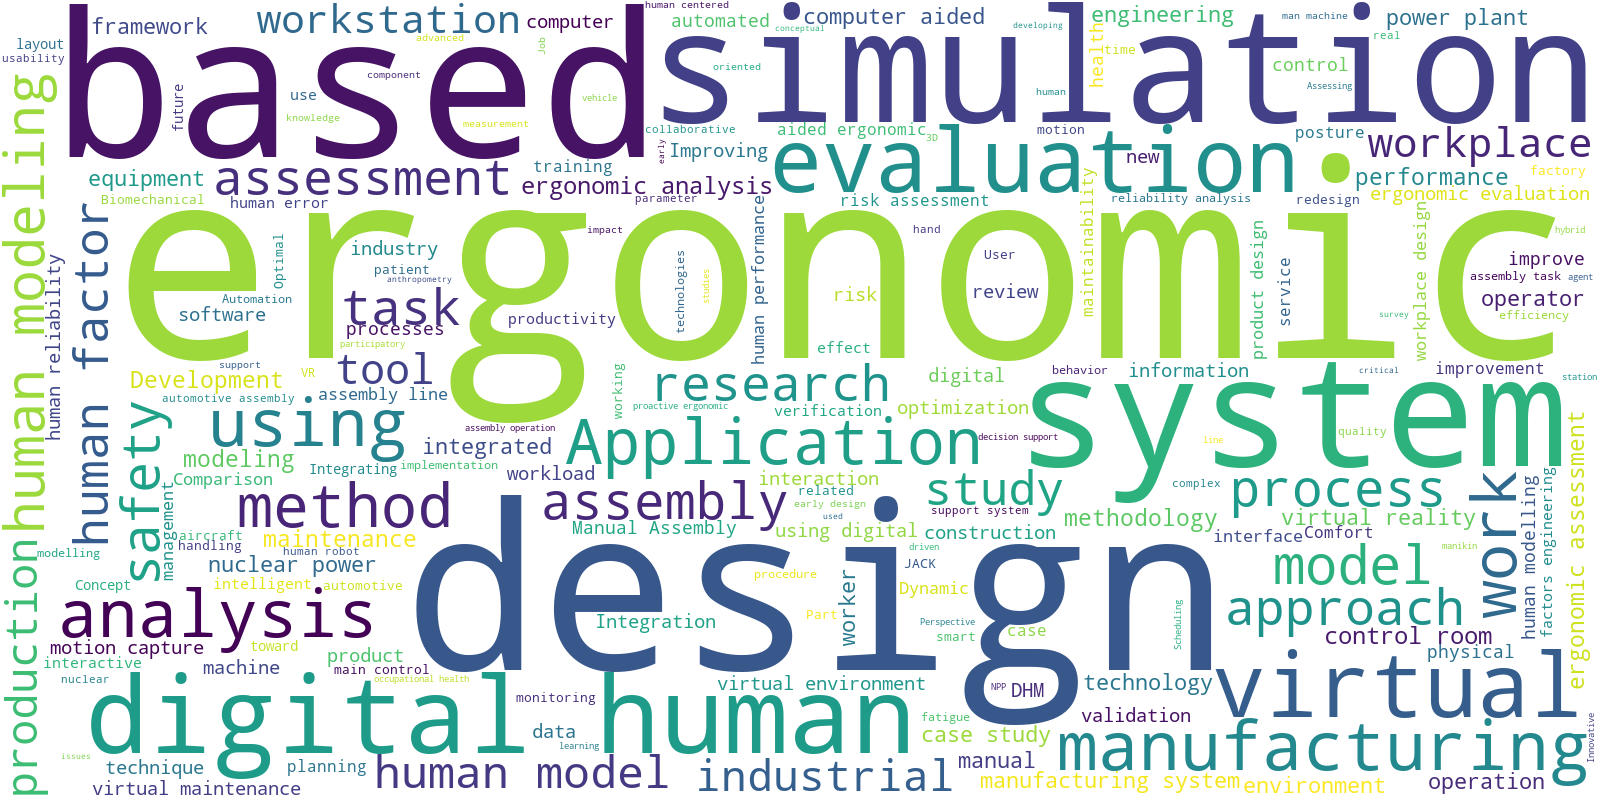 human centered
framework
workstation
computer
automated
computer aided
engineering
man machine
power plant
developing
conceptual
real
layout
usability
advanced
Job
component
oriented
health
time
control
Assessing
based
simulation
future
use
knowledge
vehicle
measurement
human
motion
collaborative
aided ergonomic
3D
posture
workplace
early
Improving
evaluation
new
training
equipment
assessment
ergonomic analysis
performance
factory
Biomechanical
human error
parameter
risk assessment
maintainability
reliability analysis
redesign
ergonomic evaluation
human modeling
human factor
human reliability
ergonomic
industry
Optimal
patient
anthropometry
Automation
software
task
processes
participatory
productivity
impact
technologies
studies
human performance
hand
User
review
risk
effect
product design
service
workplace design
hybrid
improve
assembly task
agent
operator
efficiency
survey
support
VR
Development
automotive assembly
assembly line
tool
working
research
proactive ergonomic
verification
digital
optimization
behavior
information
critical
improvement
station
system
safety
using
assembly operation
integrated
Application
decision support
line
quality
modeling
Comparison
Integrating
implementation
workload
interaction
related
early design
used
study
complex
process
work
management
method
assembly
support system
methodology
virtual reality
human modelling
factors engineering
ergonomic assessment
aircraft
handling
maintenance
human robot
Manual Assembly
using digital
construction
interface
Comfort
manikin
modelling
Concept
nuclear power
intelligent
automotive
design
procedure
driven
JACK
Dynamic
model
production
analysis
Integration
Part
worker
Perspective
smart
case
Scheduling
approach
control room
physical
motion capture
toward
interactive
product
machine
main control
nuclear
occupational health
virtual environment
NPP
DHM
technology
virtual
digital human
monitoring
data
learning
fatigue
case study
validation
manufacturing
Innovative
issues
technique
planning
human model
industrial
manual
virtual maintenance
manufacturing system
environment
operation